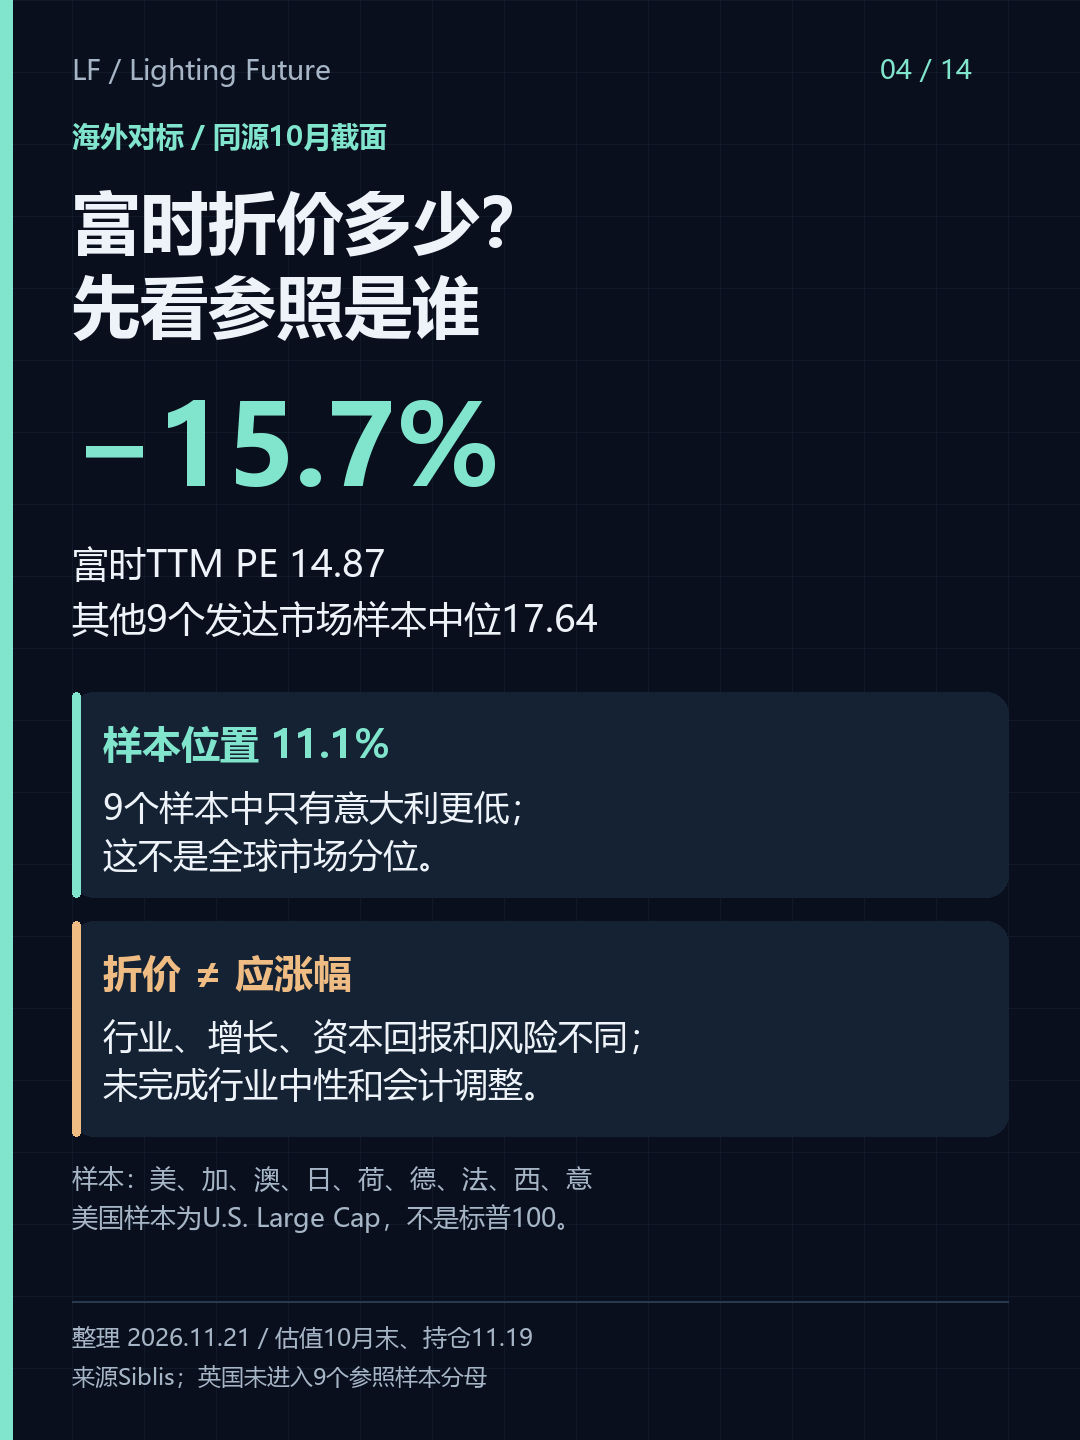 LF / Lighting Future
04 / 14
海外对标 / 同源10月截面
富时折价多少?
先看参照是谁
−15.7%
富时TTM PE 14.87
其他9个发达市场样本中位17.64
样本位置 11.1%
9个样本中只有意大利更低；
这不是全球市场分位。
折价 ≠ 应涨幅
行业、增长、资本回报和风险不同；
未完成行业中性和会计调整。
样本：美、加、澳、日、荷、德、法、西、意
美国样本为U.S. Large Cap，不是标普100。
整理 2026.11.21 / 估值10月末、持仓11.19
来源Siblis；英国未进入9个参照样本分母